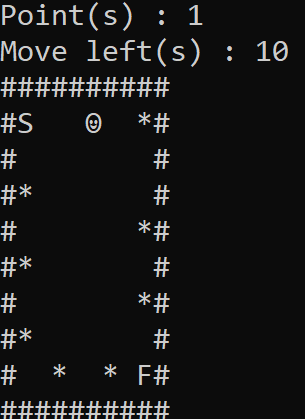 Point(s) : 1
Move left(s) : 10
##########
#S   ☺  *#
#        #
#*       #
#       *#
#*       #
#       *#
#*       #
#  *  * F#
##########